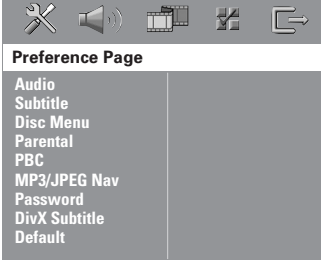 Preference Page
Audio
Subtitle
Disc Menu
Parental
PBC
MP3/JPEG Nav
Password
DivX Subtitle
Default